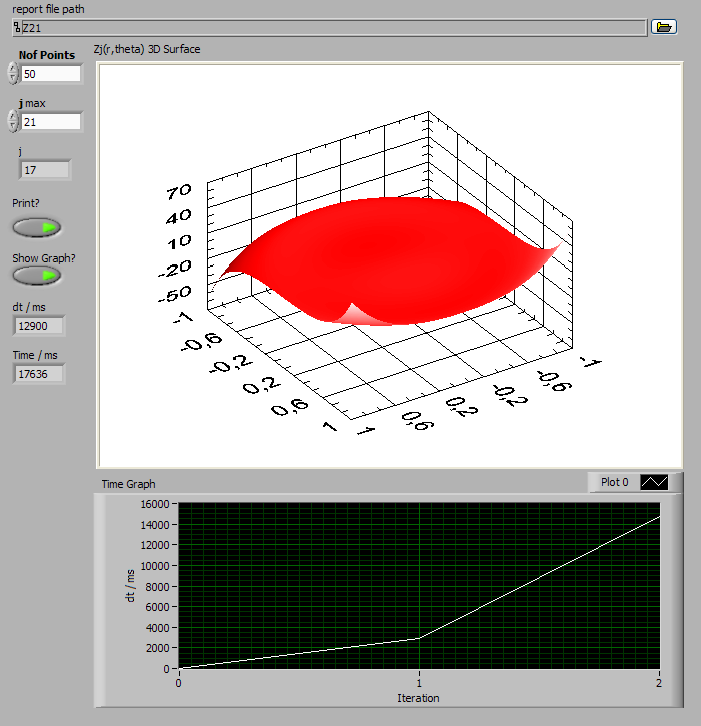 report file path
Z21
Nof Points
50
j max
21
j
17
Print?
Show Graph?
dt / ms
12900
Time / ms
17636
Zj(r,theta) 3D Surface
70
40
10
-20
-50
-1
-0,6
-0,2
0,2
0,6
1
1
0,6
0,2
-0,2
-0,6
-1
Time Graph
Plot 0
16000
14000
12000
10000
8000
6000
4000
2000
0
dt / ms
0 1 2
Iteration